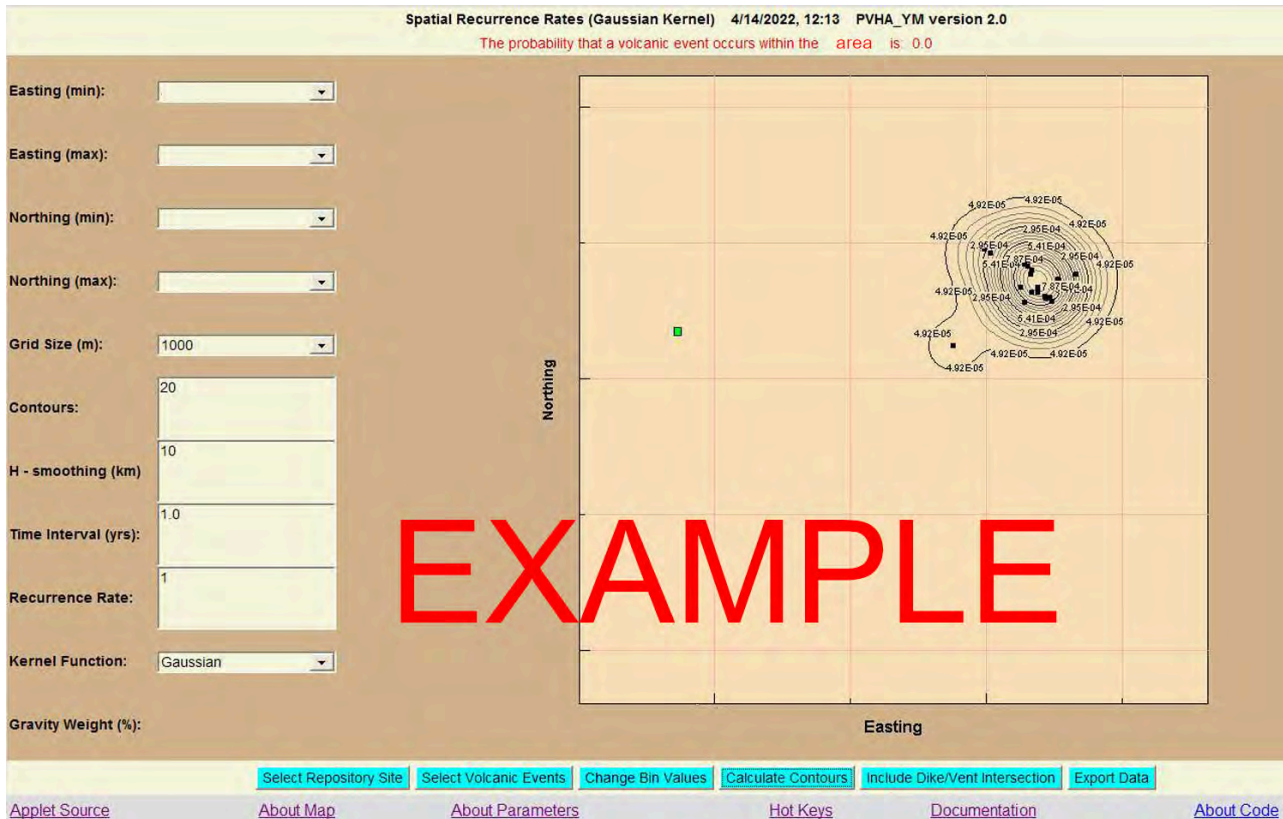 Spatial Recurrence Rates (Gaussian Kernel) 4/14/2022, 12:13 PVHA_YM version 2.0
The probability that a volcanic event occurs within the area is: 0.0
Easting (min):
Easting (max):
Northing (min):
Northing (max):
Grid Size (m): 1000
Contours: 20
H - smoothing (km) 10
Time Interval (yrs): 1.0
Recurrence Rate: 1
Kernel Function: Gaussian
Gravity Weight (%):
Northing
4.92E-05 4.92E-05
4.92E-05
2.95E-04
4.92E-05
2.95E-04 5.41E-04
2.95E-04
7.87E-04
5.41E-04
4.92E-05
7.87E-04
4.92E-05
2.95E-04
2.95E-04
5.41E-04
4.92E-05
4.92E-05
2.95E-04
4.92E-05 4.92E-05
4.92E-05
EXAMPLE
Easting
Select Repository Site Select Volcanic Events Change Bin Values Calculate Contours Include Dike/Vent Intersection Export Data
Applet Source About Map About Parameters Hot Keys Documentation About Code